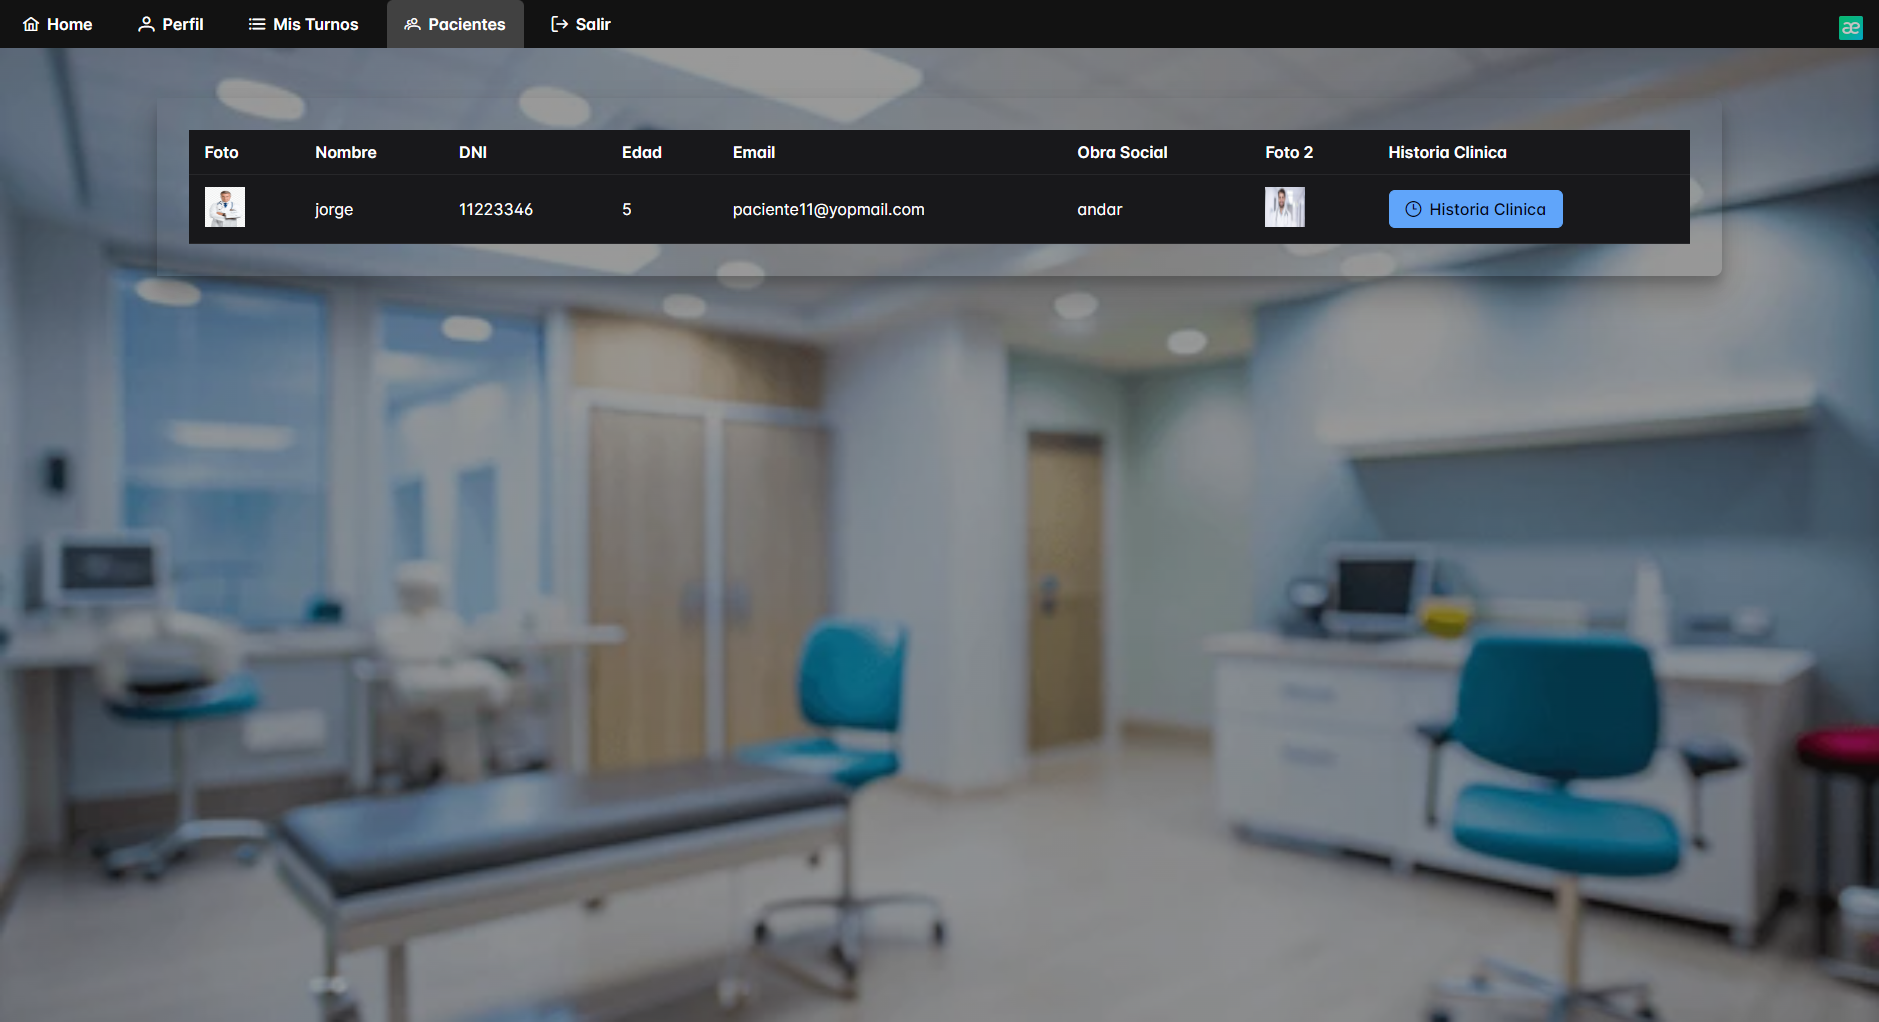 Home Perfil Mis Turnos Pacientes Salir
æ
Foto Nombre DNI Edad Email Obra Social Foto 2 Historia Clinica
jorge 11223346 5 paciente11@yopmail.com andar Historia Clinica